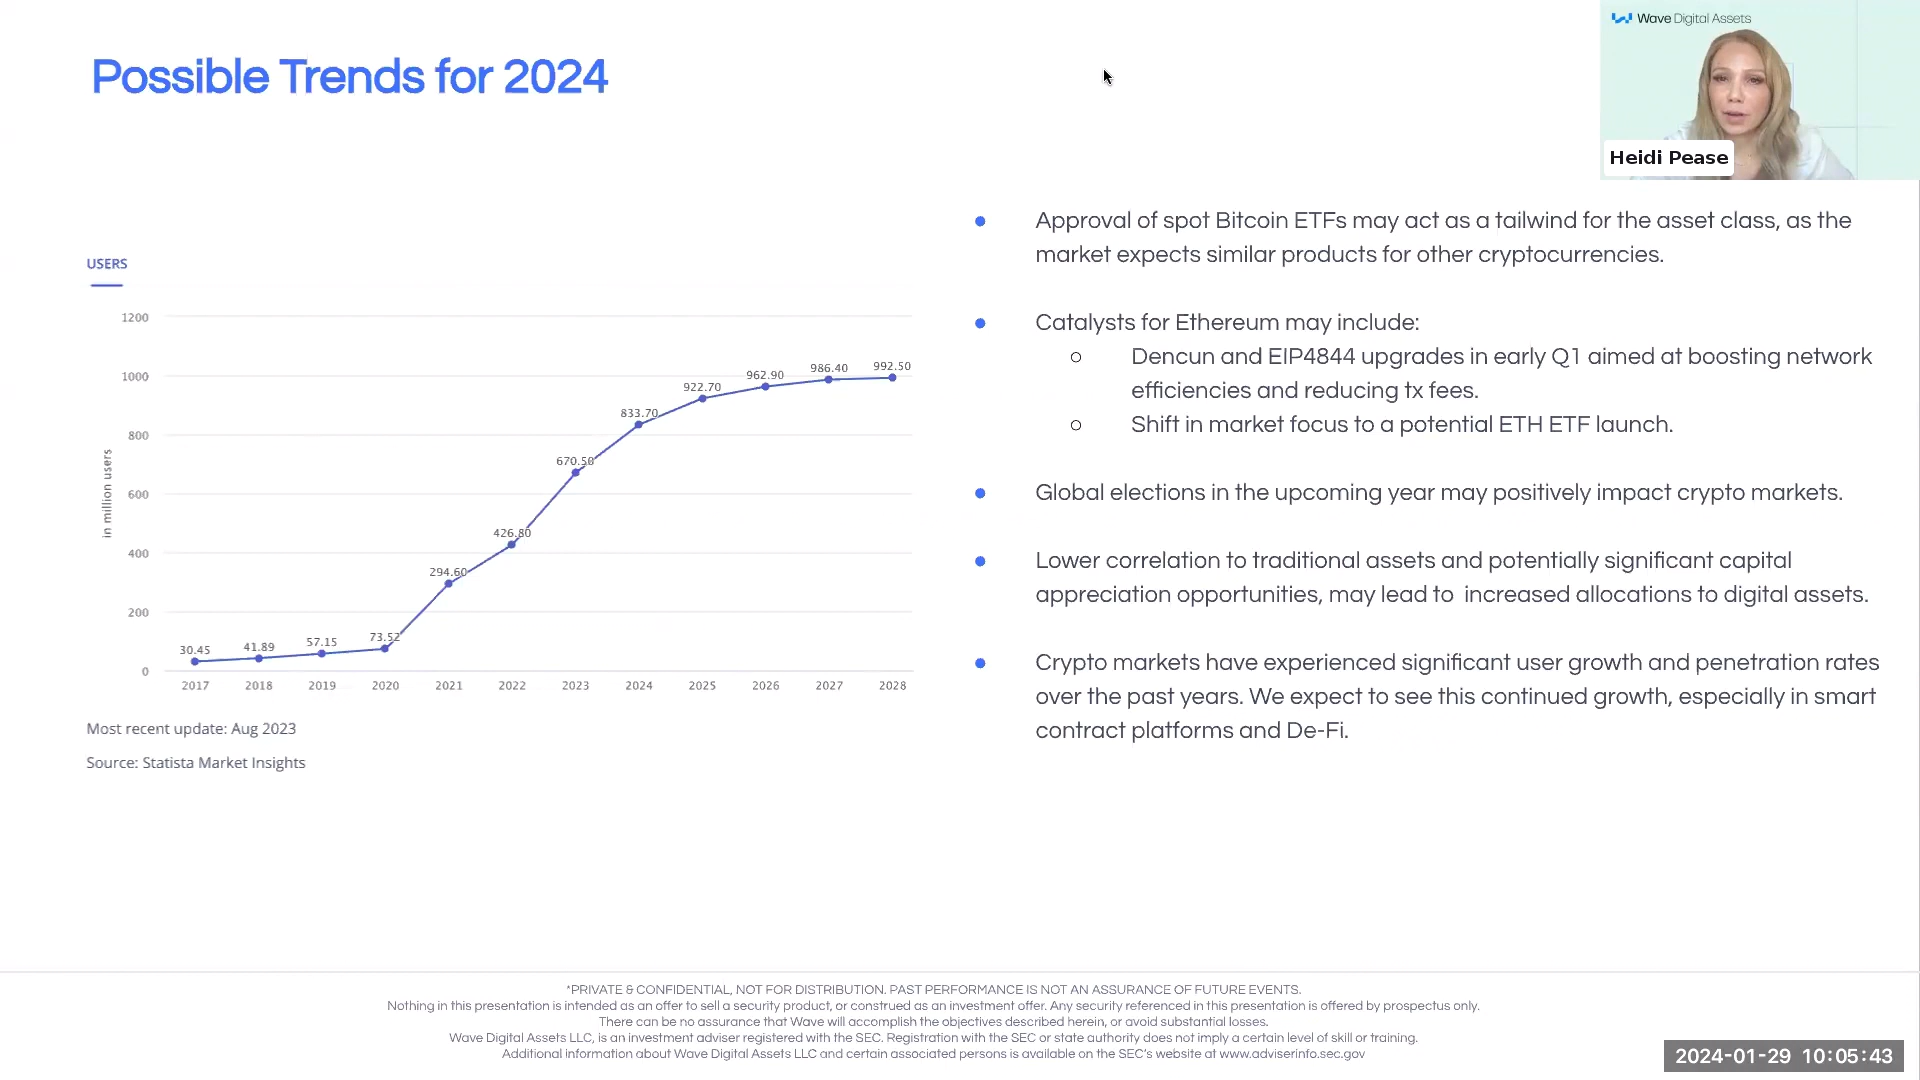 Wave Digital Assets
Possible Trends for 2024
Heidi Pease
USERS
1200
1000
800
600
400
200
0
in million users
30.45
41.89
57.15
73.52
294.60
426.80
670.50
833.70
922.70
962.90
986.40
992.50
2017 2018 2019 2020 2021 2022 2023 2024 2025 2026 2027 2028
Most recent update: Aug 2023
Source: Statista Market Insights
● Approval of spot Bitcoin ETFs may act as a tailwind for the asset class, as the
market expects similar products for other cryptocurrencies.
● Catalysts for Ethereum may include:
○ Dencun and EIP4844 upgrades in early Q1 aimed at boosting network
efficiencies and reducing tx fees.
○ Shift in market focus to a potential ETH ETF launch.
● Global elections in the upcoming year may positively impact crypto markets.
● Lower correlation to traditional assets and potentially significant capital
appreciation opportunities, may lead to increased allocations to digital assets.
● Crypto markets have experienced significant user growth and penetration rates
over the past years. We expect to see this continued growth, especially in smart
contract platforms and De-Fi.
*PRIVATE & CONFIDENTIAL, NOT FOR DISTRIBUTION. PAST PERFORMANCE IS NOT AN ASSURANCE OF FUTURE EVENTS.
Nothing in this presentation is intended as an offer to sell a security product, or construed as an investment offer. Any security referenced in this presentation is offered by prospectus only.
There can be no assurance that Wave will accomplish the objectives described herein, or avoid substantial losses.
Wave Digital Assets LLC, is an investment adviser registered with the SEC. Registration with the SEC or state authority does not imply a certain level of skill or training.
Additional information about Wave Digital Assets LLC and certain associated persons is available on the SEC's website at www.adviserinfo.sec.gov
2024-01-29 10:05:43